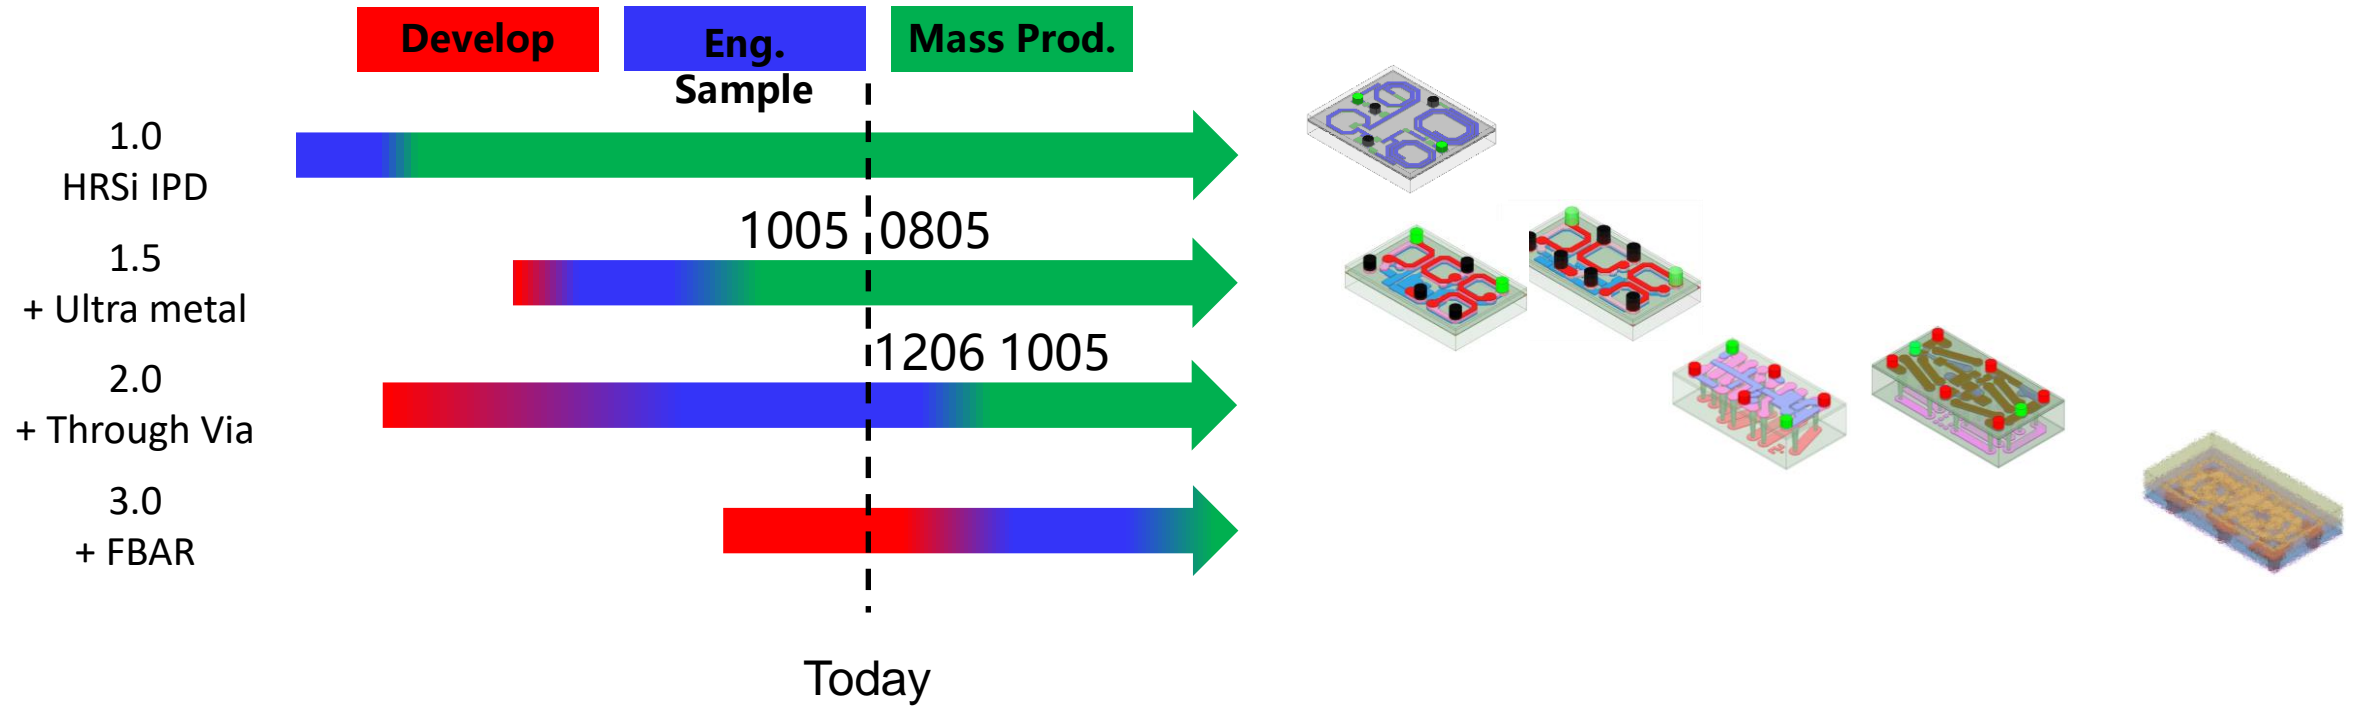 Develop
Eng.
Sample
Mass Prod.
1.0
HRSi IPD
1005 0805
1.5
+ Ultra metal
1206 1005
2.0
+ Through Via
3.0
+ FBAR
Today